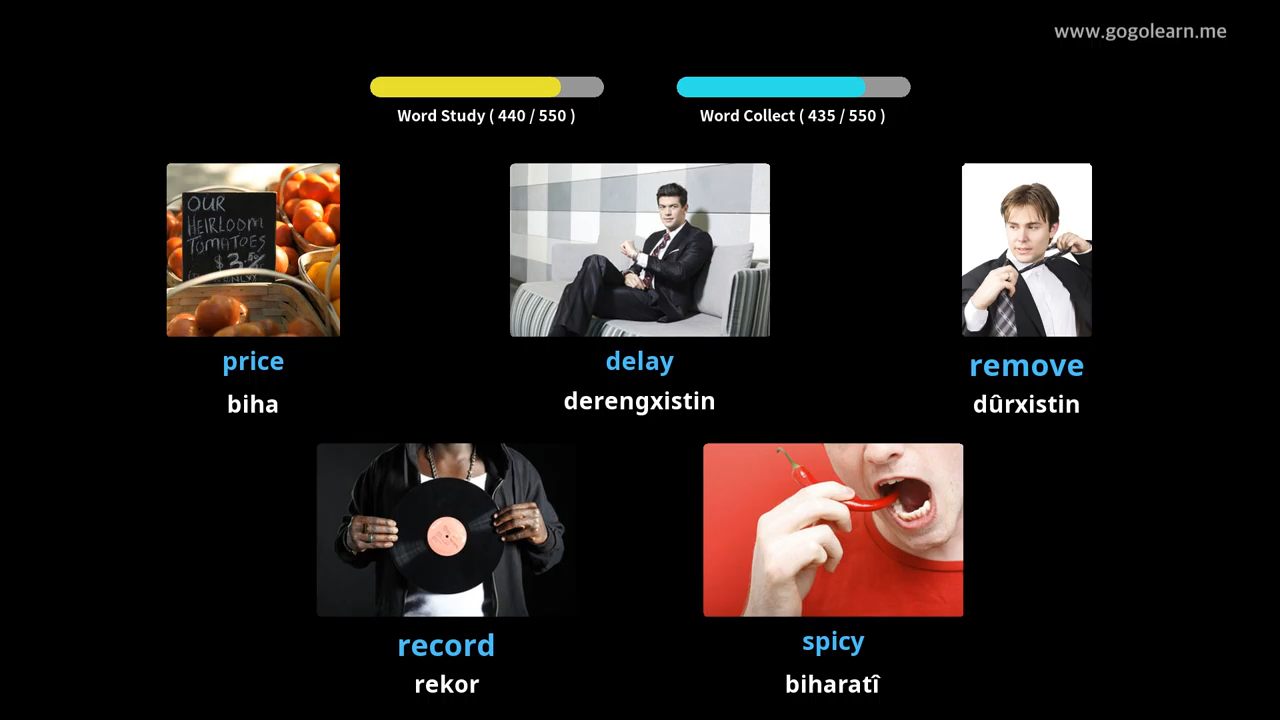 www.gogolearn.me
Word Study ( 440 / 550 )
Word Collect ( 435 / 550 )
OUR
HEIRLOOM
TOMATOES
price
biha
delay
derengxistin
remove
dûrxistin
record
rekor
spicy
biharatî